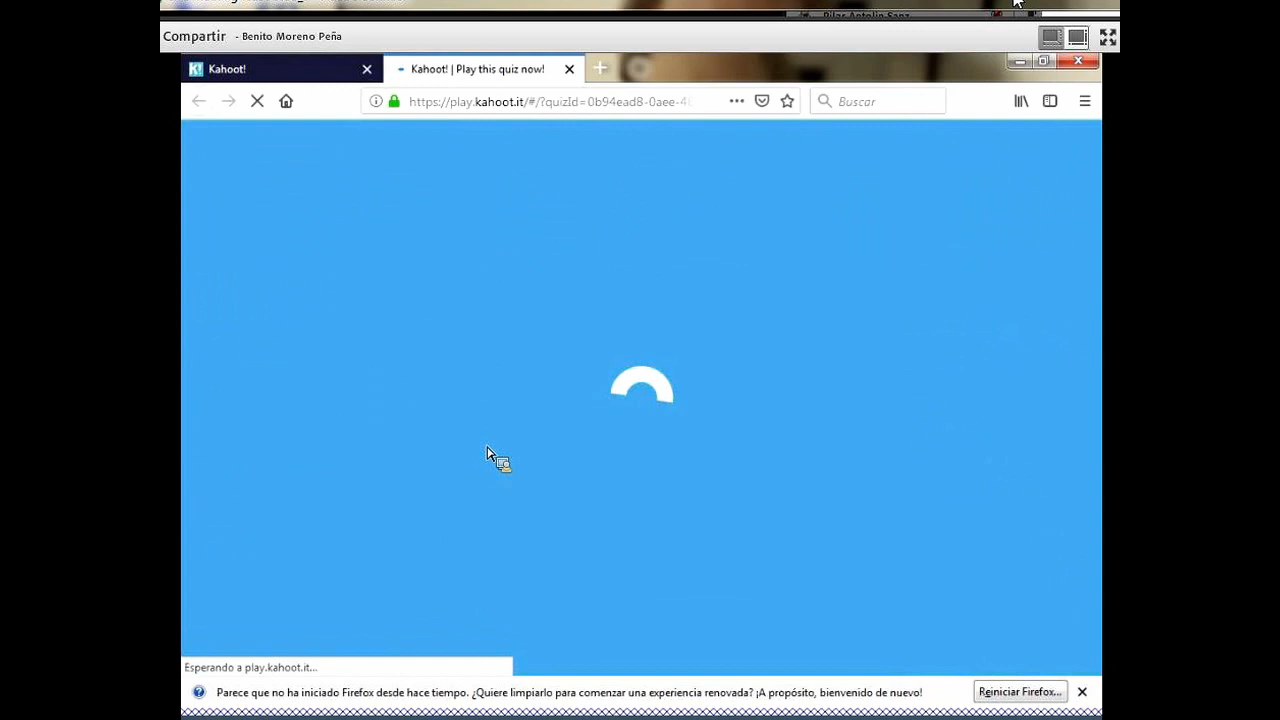 Compartir - Benito Moreno Peña
Kahoot!
Kahoot! | Play this quiz now!
https://play.kahoot.it/#/?quizId=0b94ead8-0aee-4
Buscar
Esperando a play.kahoot.it...
Parece que no ha iniciado Firefox desde hace tiempo. ¿Quiere limpiarlo para comenzar una experiencia renovada? ¡A propósito, bienvenido de nuevo!
Reiniciar Firefox...